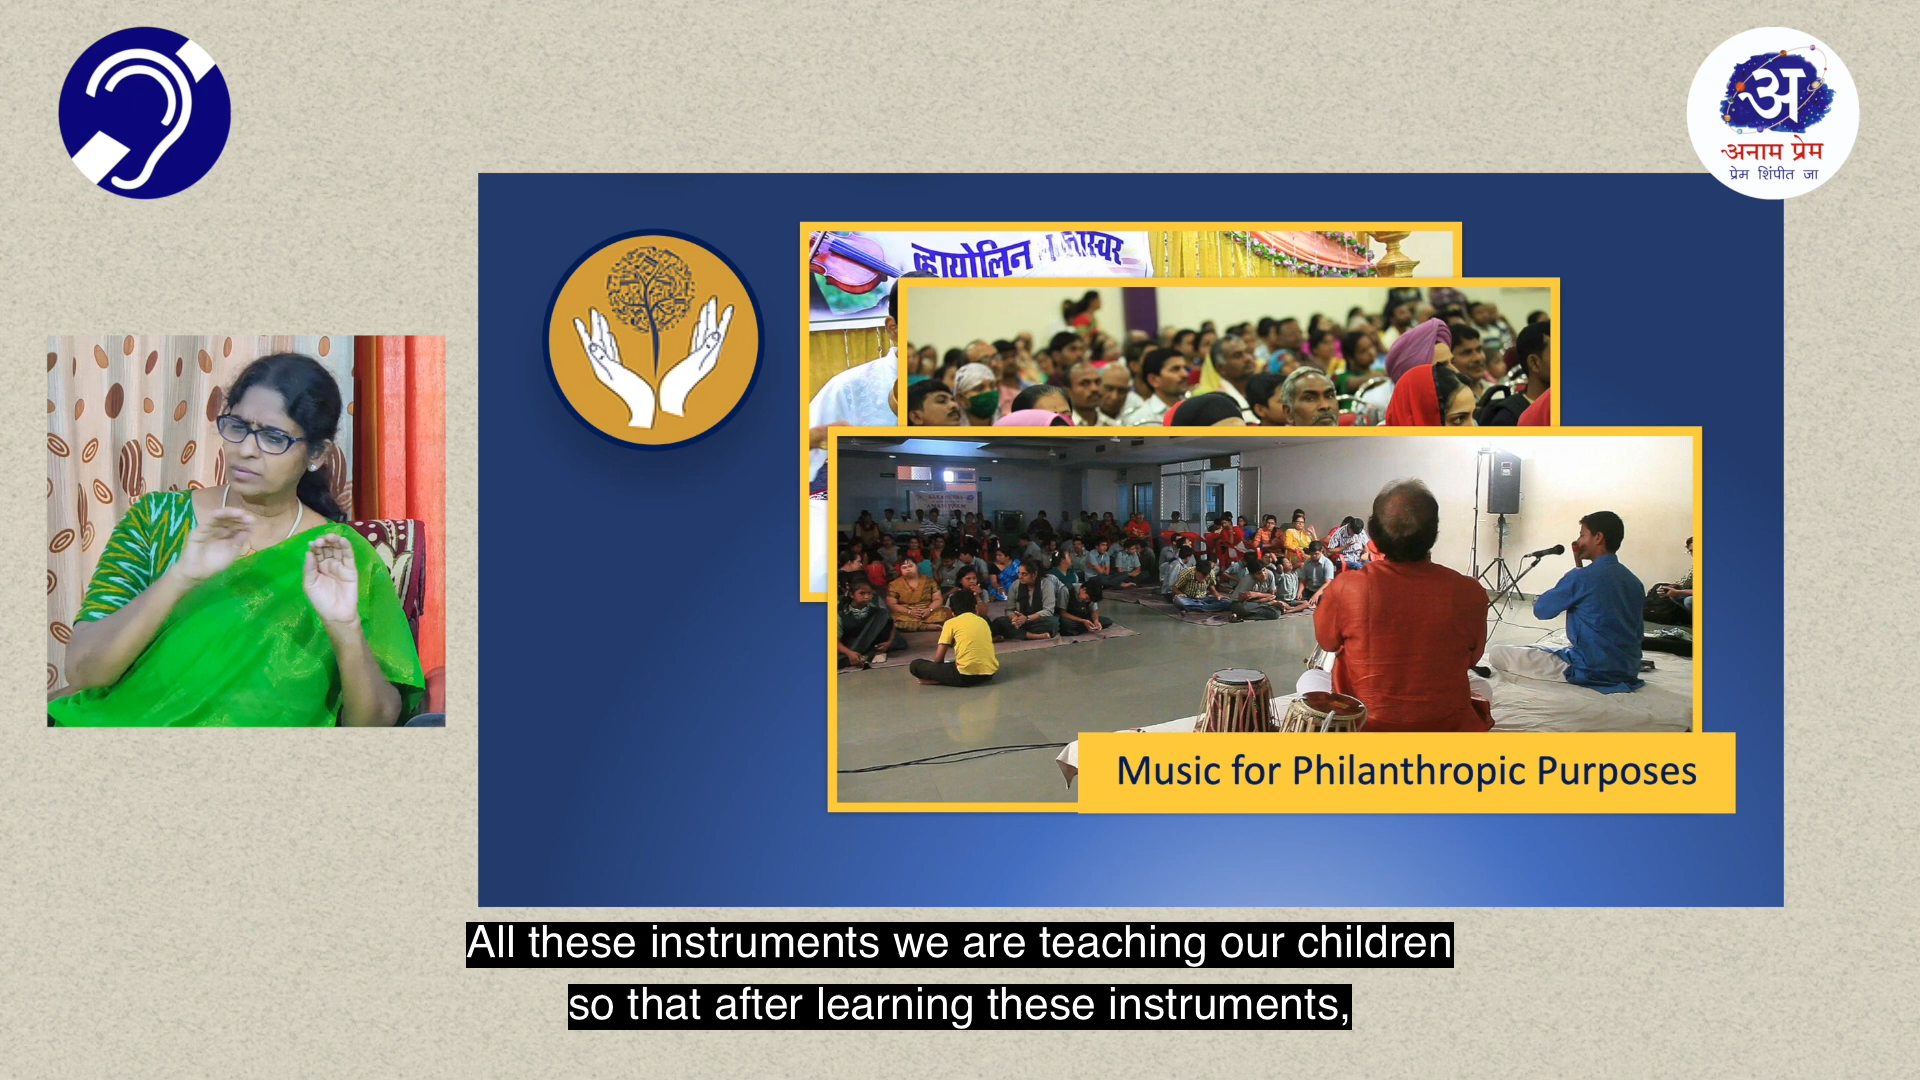 अ
अनाम प्रेम
प्रेम शिंपीत जा
व्हायोलिन
Music for Philanthropic Purposes
All these instruments we are teaching our children
so that after learning these instruments,